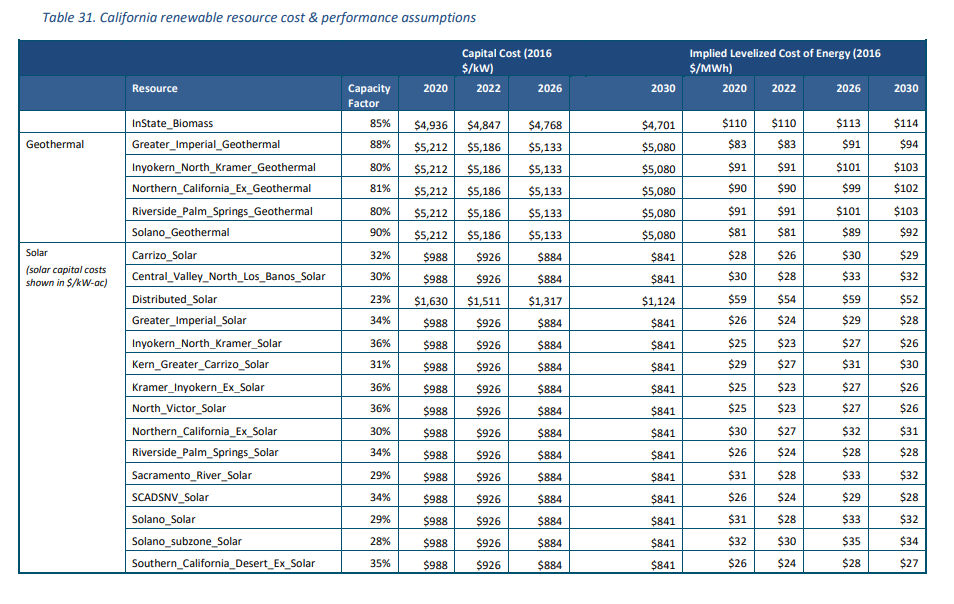 Table 31. California renewable resource cost & performance assumptions
Capital Cost (2016 $/kW) Implied Levelized Cost of Energy (2016 $/MWh)
Resource Capacity Factor 2020 2022 2026 2030 2020 2022 2026 2030
InState_Biomass 85% $4,936 $4,847 $4,768 $4,701 $110 $110 $113 $114
Geothermal Greater_Imperial_Geothermal 88% $5,212 $5,186 $5,133 $5,080 $83 $83 $91 $94
Inyokern_North_Kramer_Geothermal 80% $5,212 $5,186 $5,133 $5,080 $91 $91 $101 $103
Northern_California_Ex_Geothermal 81% $5,212 $5,186 $5,133 $5,080 $90 $90 $99 $102
Riverside_Palm_Springs_Geothermal 80% $5,212 $5,186 $5,133 $5,080 $91 $91 $101 $103
Solano_Geothermal 90% $5,212 $5,186 $5,133 $5,080 $81 $81 $89 $92
Solar (solar capital costs shown in $/kW-ac) Carrizo_Solar 32% $988 $926 $884 $841 $28 $26 $30 $29
Central_Valley_North_Los_Banos_Solar 30% $988 $926 $884 $841 $30 $28 $33 $32
Distributed_Solar 23% $1,630 $1,511 $1,317 $1,124 $59 $54 $59 $52
Greater_Imperial_Solar 34% $988 $926 $884 $841 $26 $24 $29 $28
Inyokern_North_Kramer_Solar 36% $988 $926 $884 $841 $25 $23 $27 $26
Kern_Greater_Carrizo_Solar 31% $988 $926 $884 $841 $29 $27 $31 $30
Kramer_Inyokern_Ex_Solar 36% $988 $926 $884 $841 $25 $23 $27 $26
North_Victor_Solar 36% $988 $926 $884 $841 $25 $23 $27 $26
Northern_California_Ex_Solar 30% $988 $926 $884 $841 $30 $27 $32 $31
Riverside_Palm_Springs_Solar 34% $988 $926 $884 $841 $26 $24 $28 $28
Sacramento_River_Solar 29% $988 $926 $884 $841 $31 $28 $33 $32
SCADSNV_Solar 34% $988 $926 $884 $841 $26 $24 $29 $28
Solano_Solar 29% $988 $926 $884 $841 $31 $28 $33 $32
Solano_subzone_Solar 28% $988 $926 $884 $841 $32 $30 $35 $34
Southern_California_Desert_Ex_Solar 35% $988 $926 $884 $841 $26 $24 $28 $27